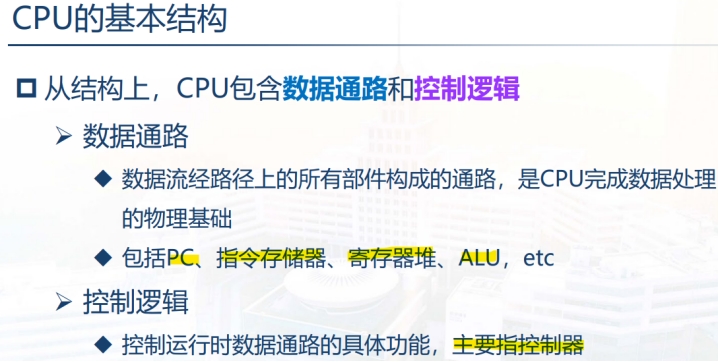 CPU的基本结构
从结构上，CPU包含数据通路和控制逻辑
数据通路
数据流经路径上的所有部件构成的通路，是CPU完成数据处理
的物理基础
包括PC、指令存储器、寄存器堆、ALU，etc
控制逻辑
控制运行时数据通路的具体功能，主要指控制器